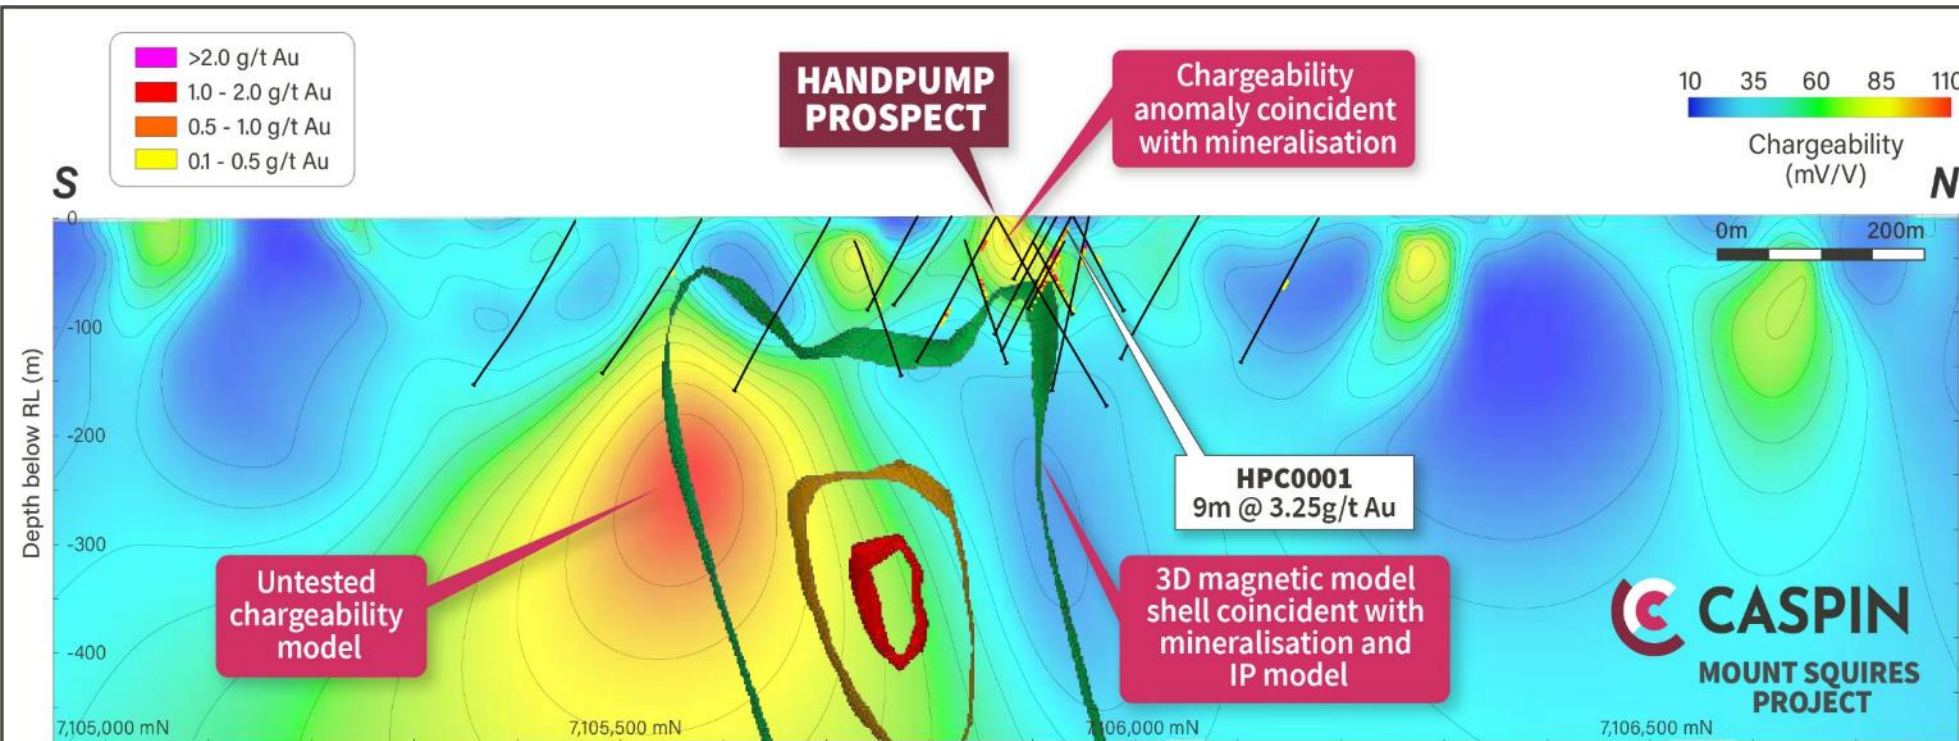 >2.0 g/t Au
1.0 - 2.0 g/t Au
0.5 - 1.0 g/t Au
0.1 - 0.5 g/t Au
HANDPUMP
PROSPECT
Chargeability
anomaly coincident
with mineralisation
10 35 60 85 110
Chargeability
(mV/V)
S
N
0m 200m
0
-100
-200
-300
-400
Depth below RL (m)
HPC0001
9m @ 3.25g/t Au
Untested
chargeability
model
3D magnetic model
shell coincident with
mineralisation and
IP model
CASPIN
MOUNT SQUIRES
PROJECT
7,105,000 mN
7,105,500 mN
7,106,000 mN
7,106,500 mN